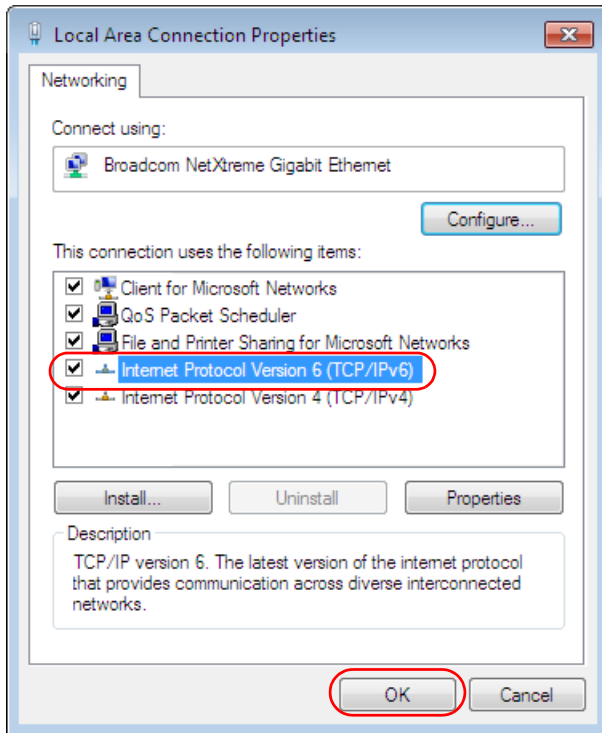 Local Area Connection Properties
Networking
Connect using:
Broadcom NetXtreme Gigabit Ethernet
Configure...
This connection uses the following items:
Client for Microsoft Networks
QoS Packet Scheduler
File and Printer Sharing for Microsoft Networks
Internet Protocol Version 6 (TCP/IPv6)
Internet Protocol Version 4 (TCP/IPv4)
Install...
Uninstall
Properties
Description
TCP/IP version 6. The latest version of the internet protocol
that provides communication across diverse interconnected
networks.
OK
Cancel